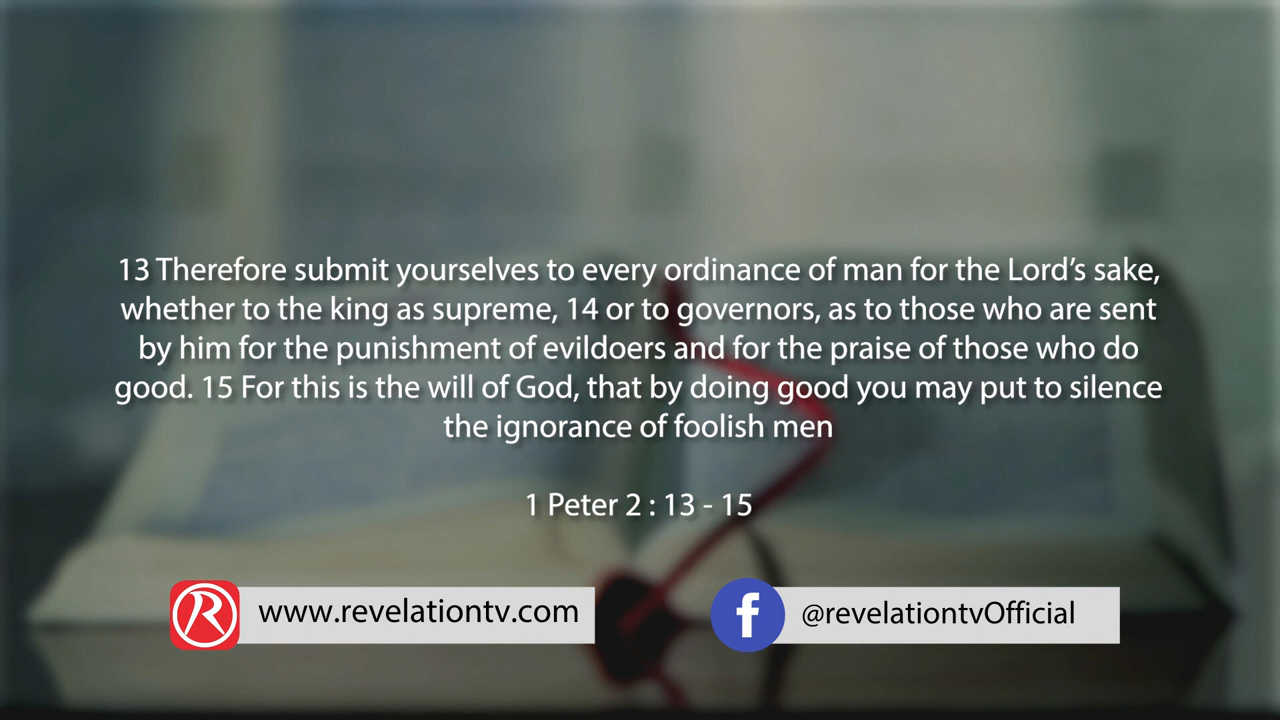 13 Therefore submit yourselves to every ordinance of man for the Lord’s sake,
whether to the king as supreme, 14 or to governors, as to those who are sent
by him for the punishment of evildoers and for the praise of those who do
good. 15 For this is the will of God, that by doing good you may put to silence
the ignorance of foolish men
1 Peter 2 : 13 - 15
R www.revelationtv.com
f @revelationtvOfficial